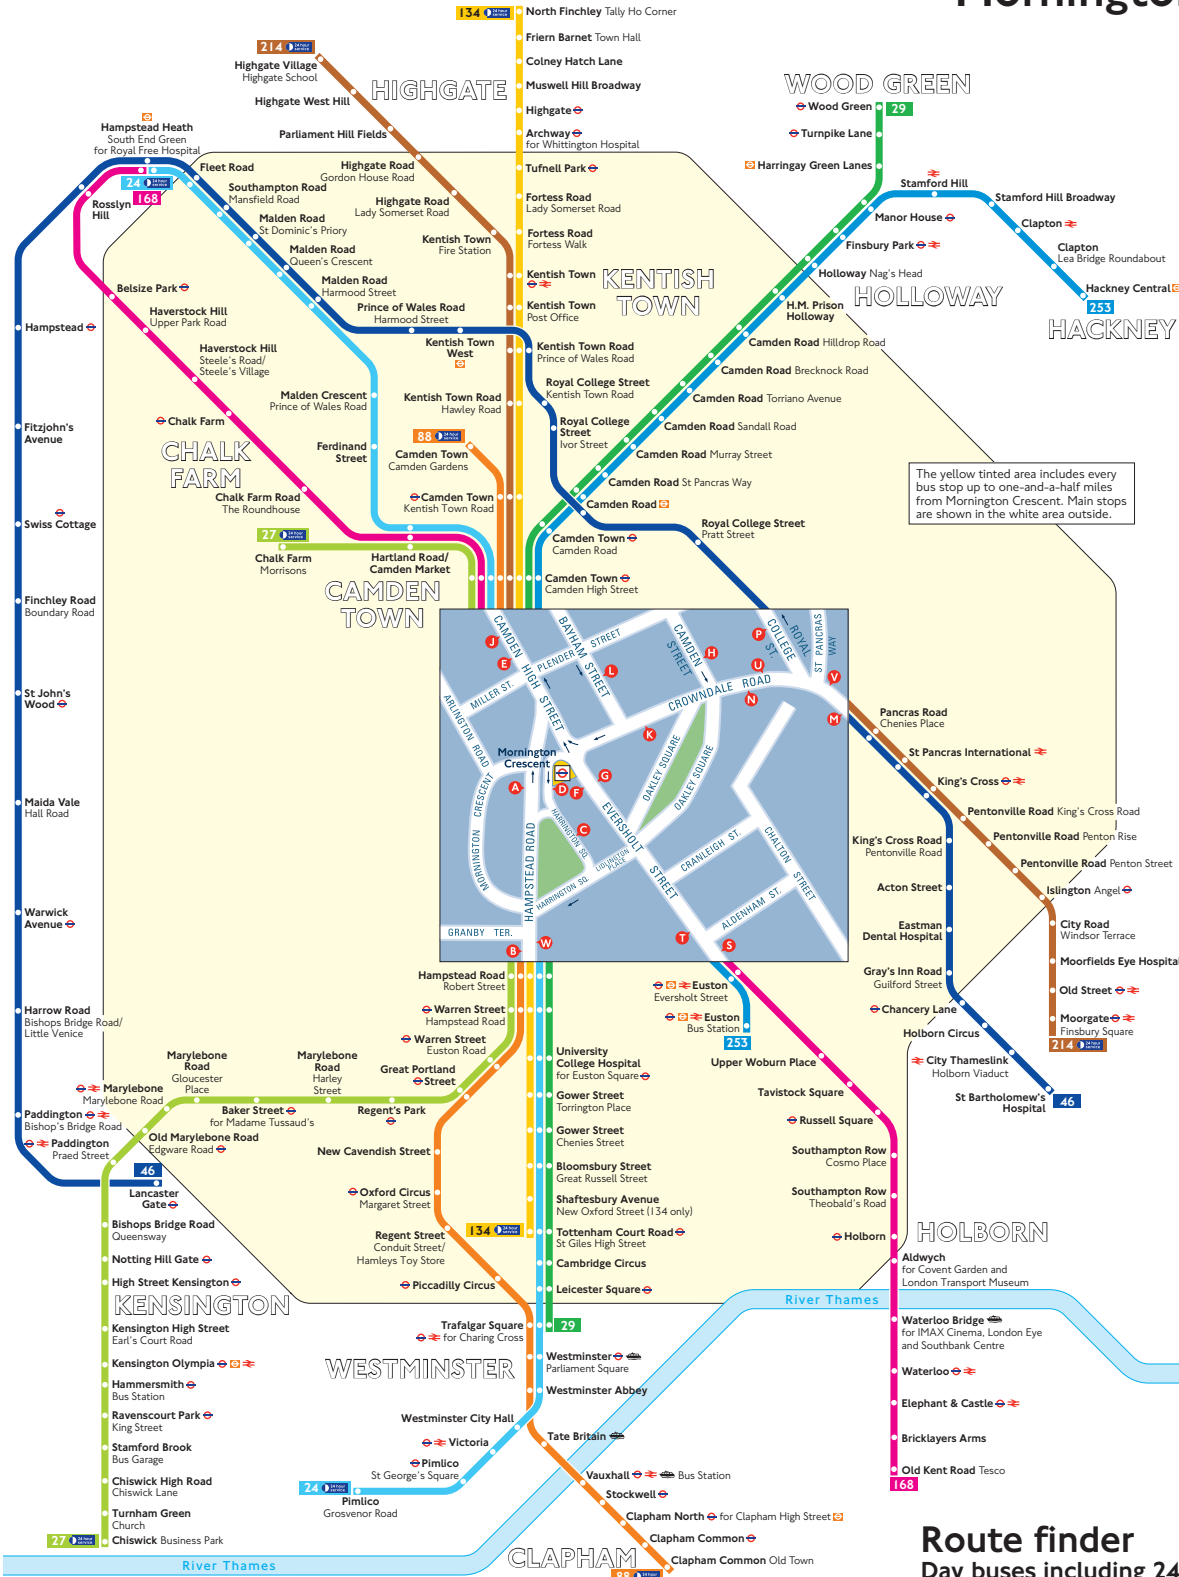 Mornington
134 24 hour service
North Finchley Tally Ho Corner
Friern Barnet Town Hall
Colney Hatch Lane
Muswell Hill Broadway
Highgate
Archway
for Whittington Hospital
Tufnell Park
Fortess Road
Lady Somerset Road
Fortess Road
Fortess Walk
Kentish Town
Kentish Town
Post Office
Kentish Town Road
Prince of Wales Road
Royal College Street
Kentish Town Road
Royal College
Street
Ivor Street
214 24 hour service
Highgate Village
Highgate School
Highgate West Hill
Parliament Hill Fields
Highgate Road
Gordon House Road
Highgate Road
Lady Somerset Road
Kentish Town
Fire Station
HIGHGATE
KENTISH
TOWN
WOOD GREEN
Wood Green
29
Turnpike Lane
Harringay Green Lanes
Stamford Hill
Stamford Hill Broadway
Manor House
Clapton
Finsbury Park
Clapton
Lea Bridge Roundabout
Holloway Nag's Head
Hackney Central
253
HOLLOWAY
HACKNEY
H.M. Prison
Holloway
Camden Road Hilldrop Road
Camden Road Brecknock Road
Camden Road Torriano Avenue
Camden Road Sandall Road
Camden Road Murray Street
Camden Road St Pancras Way
Camden Road
Royal College Street
Pratt Street
Camden Town
Camden Road
Camden Town
Camden High Street
The yellow tinted area includes every
bus stop up to one-and-a-half miles
from Mornington Crescent. Main stops
are shown in the white area outside.
Hampstead Heath
South End Green
for Royal Free Hospital
24 24 hour service
168
Fleet Road
Southampton Road
Mansfield Road
Malden Road
St Dominic's Priory
Malden Road
Queen's Crescent
Malden Road
Harmood Street
Prince of Wales Road
Harmood Street
Kentish Town
West
Kentish Town Road
Hawley Road
Rosslyn
Hill
Belsize Park
Haverstock Hill
Upper Park Road
Haverstock Hill
Steele's Road/
Steele's Village
Chalk Farm
CHALK
FARM
Malden Crescent
Prince of Wales Road
Ferdinand
Street
88 24 hour service
Camden Town
Camden Gardens
Camden Town
Kentish Town Road
Chalk Farm Road
The Roundhouse
27 24 hour service
Chalk Farm
Morrisons
Hartland Road/
Camden Market
CAMDEN
TOWN
Hampstead
Fitzjohn's
Avenue
Swiss Cottage
Finchley Road
Boundary Road
St John's
Wood
Maida Vale
Hall Road
Warwick
Avenue
Harrow Road
Bishops Bridge Road/
Little Venice
Paddington
Bishop's Bridge Road
Paddington
Praed Street
46
Lancaster
Gate
CAMDEN HIGH STREET
BAYHAM STREET
PLENDER STREET
CAMDEN STREET
COLLEGE ST.
ROYAL
ST PANCRAS WAY
MILLER ST.
ARLINGTON ROAD
CROWNDALE ROAD
OAKLEY SQUARE
OAKLEY SQUARE
Mornington
Crescent
MORNINGTON CRESCENT
HAMPSTEAD ROAD
HARRINGTON SQ.
HARRINGTON SQ.
LIDLINGTON PLACE
EVERSHOLT STREET
CRANLEIGH ST.
CHALTON STREET
ALDENHAM ST.
GRANBY TER.
J
E
L
H
P
U
N
V
M
K
A
D
F
G
C
B
W
T
S
Pancras Road
Chenies Place
St Pancras International
King's Cross
Pentonville Road King's Cross Road
Pentonville Road Penton Rise
Pentonville Road Penton Street
Islington Angel
City Road
Windsor Terrace
Moorfields Eye Hospital
Old Street
Moorgate
Finsbury Square
214 24 hour service
King's Cross Road
Pentonville Road
Acton Street
Eastman
Dental Hospital
Gray's Inn Road
Guilford Street
Chancery Lane
Holborn Circus
City Thameslink
Holborn Viaduct
St Bartholomew's
Hospital
46
Euston
Eversholt Street
Euston
Bus Station
253
Upper Woburn Place
Tavistock Square
Russell Square
Southampton Row
Cosmo Place
Southampton Row
Theobald's Road
Holborn
HOLBORN
Aldwych
for Covent Garden and
London Transport Museum
River Thames
Waterloo Bridge
for IMAX Cinema, London Eye
and Southbank Centre
Waterloo
Elephant & Castle
Bricklayers Arms
Old Kent Road Tesco
168
Hampstead Road
Robert Street
Warren Street
Hampstead Road
Warren Street
Euston Road
Great Portland
Street
Regent's Park
Marylebone
Road
Harley
Street
Marylebone
Road
Gloucester
Place
Baker Street
for Madame Tussaud's
Marylebone
Marylebone Road
Old Marylebone Road
Edgware Road
Bishops Bridge Road
Queensway
Notting Hill Gate
High Street Kensington
KENSINGTON
Kensington High Street
Earl's Court Road
Kensington Olympia
Hammersmith
Bus Station
Ravenscourt Park
King Street
Stamford Brook
Bus Garage
Chiswick High Road
Chiswick Lane
Turnham Green
Church
27 24 hour service
Chiswick Business Park
River Thames
University
College Hospital
for Euston Square
Gower Street
Torrington Place
Gower Street
Chenies Street
Bloomsbury Street
Great Russell Street
Shaftesbury Avenue
New Oxford Street (134 only)
134 24 hour service
Tottenham Court Road
St Giles High Street
Cambridge Circus
Leicester Square
29
New Cavendish Street
Oxford Circus
Margaret Street
Regent Street
Conduit Street/
Hamleys Toy Store
Piccadilly Circus
Trafalgar Square
for Charing Cross
WESTMINSTER
Westminster
Parliament Square
Westminster Abbey
Westminster City Hall
Victoria
Pimlico
St George's Square
24 24 hour service
Pimlico
Grosvenor Road
Tate Britain
Vauxhall Bus Station
Stockwell
Clapham North for Clapham High Street
Clapham Common
Clapham Common Old Town
CLAPHAM
88 24 hour service
Route finder
Day buses including 24